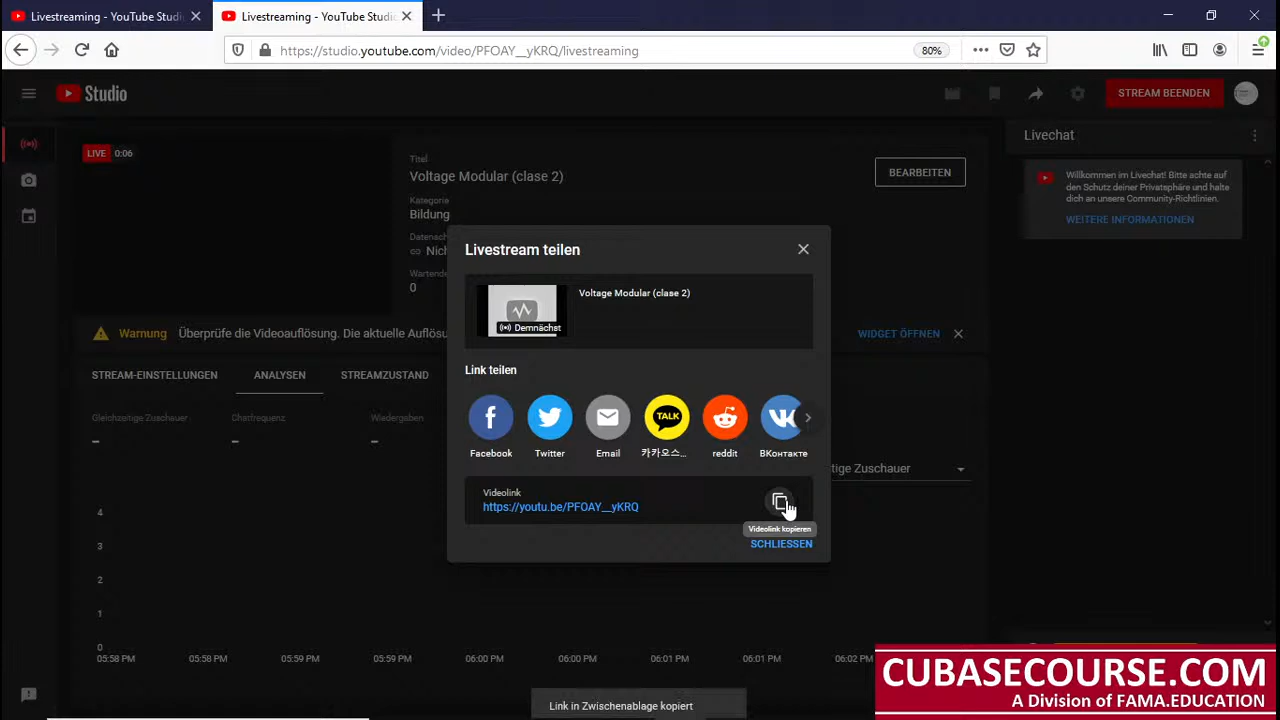 Livestreaming - YouTube Studi
Livestreaming - YouTube Studi
https://studio.youtube.com/video/PFOAY__yKRQ/livestreaming
80%
Studio
STREAM BEENDEN
LIVE 0:06
Titel
Voltage Modular (clase 2)
BEARBEITEN
Kategorie
Bildung
Datensch
Nich
Wartende
0
Livechat
Willkommen im Livechat! Bitte achte auf
den Schutz deiner Privatsphäre und halte
dich an unsere Community-Richtlinien.
WEITERE INFORMATIONEN
Warnung Überprüfe die Videoauflösung. Die aktuelle Auflösu
WIDGET ÖFFNEN
STREAM-EINSTELLUNGEN
ANALYSEN
STREAMZUSTAND
Gleichzeitige Zuschauer
Chatfrequenz
Wiedergaben
–
–
–
tige Zuschauer
Livestream teilen
Demnächst
Voltage Modular (clase 2)
Link teilen
TALK
Facebook
Twitter
Email
카카오스...
reddit
ВКонтакте
Videolink
https://youtu.be/PFOAY__yKRQ
Videolink kopieren
SCHLIESSEN
4
3
2
1
0
05:58 PM
05:58 PM
05:59 PM
05:59 PM
06:00 PM
06:00 PM
06:01 PM
06:01 PM
06:02 PM
Link in Zwischenablage kopiert
CUBASECOURSE.COM
A Division of FAMA.EDUCATION